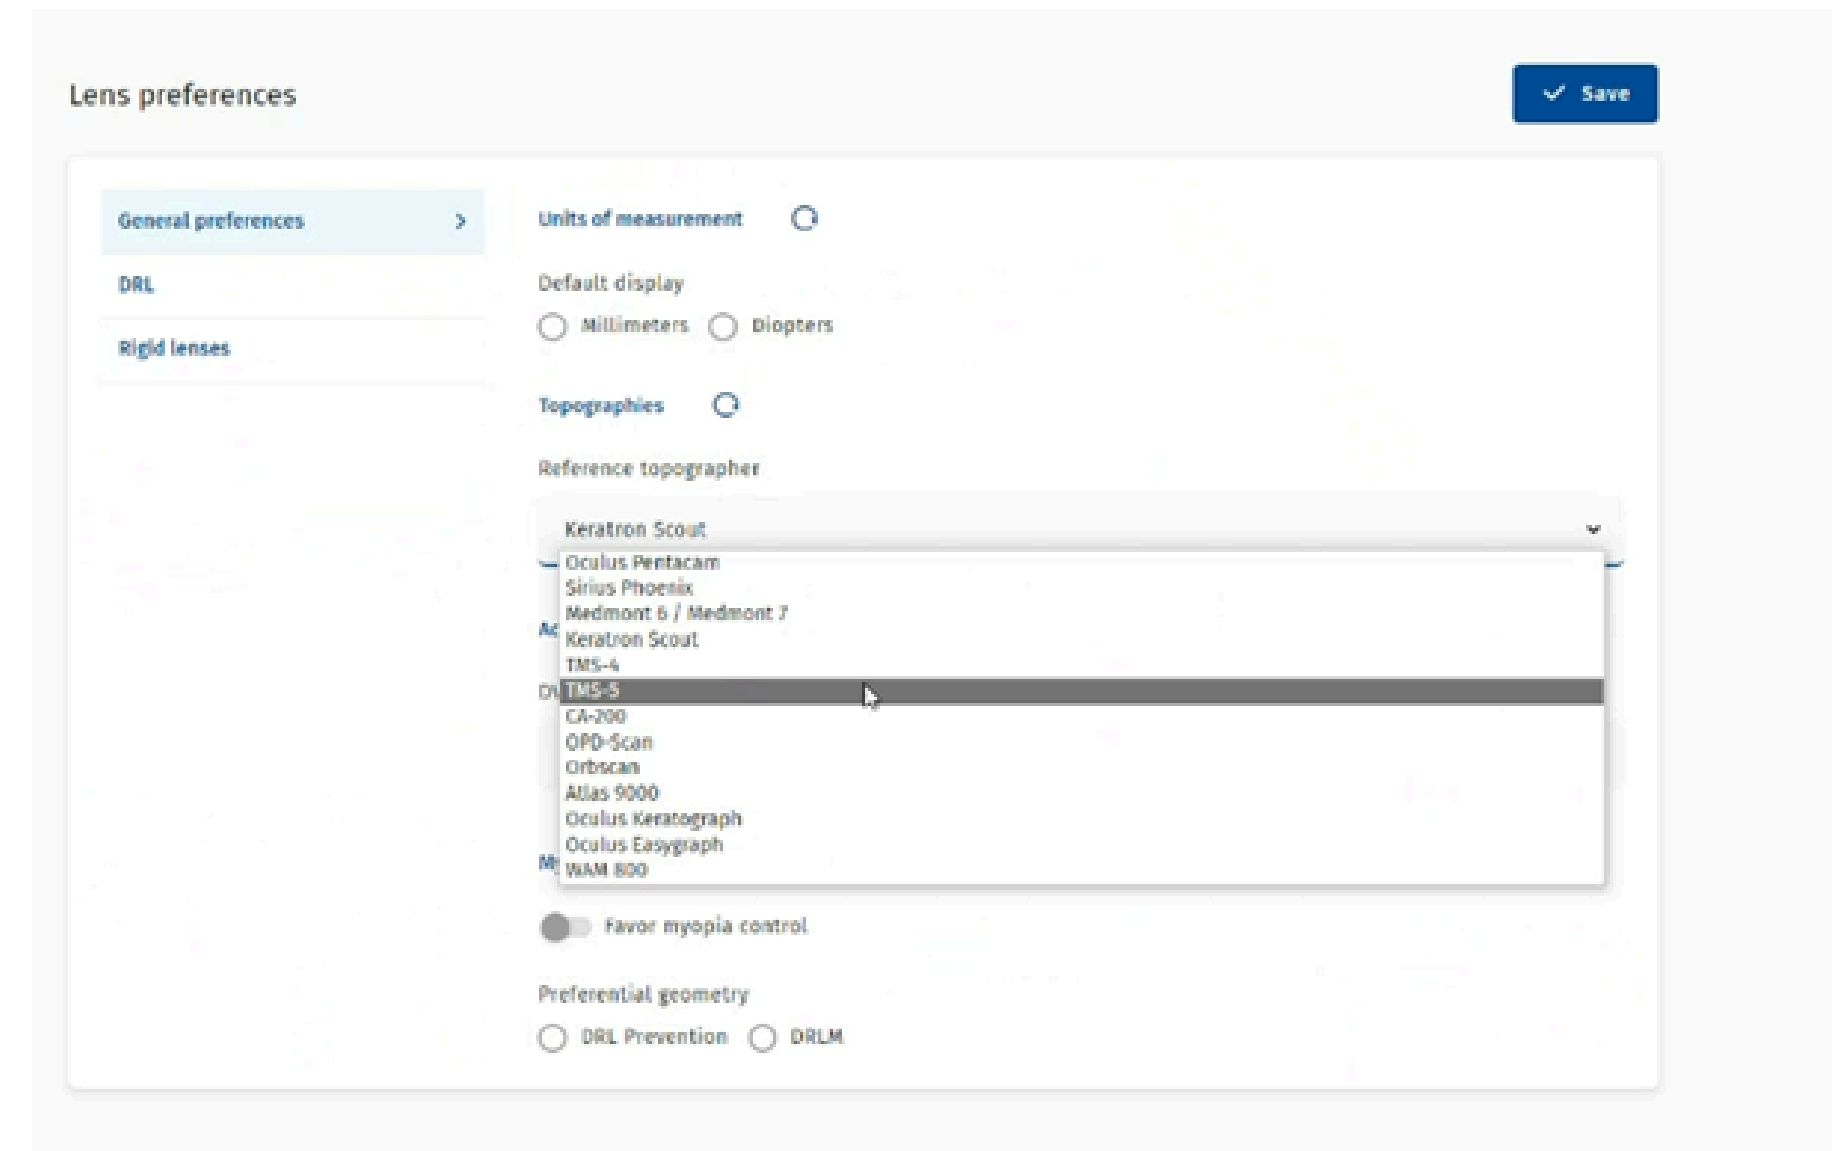 Lens preferences
Save
General preferences
DRL
Rigid lenses
Units of measurement
Default display
Millimeters Diopters
Topographies
Reference topographer
Keratron Scout
Oculus Pentacam
Sirius Phoenix
Medmont 6 / Medmont 7
Keratron Scout
TMS-4
TMS-5
CA-200
OPD-Scan
Orbscan
Atlas 9000
Oculus Keratograph
Oculus Easygraph
WAM 800
Favor myopia control
Preferential geometry
DRL Prevention DRLM